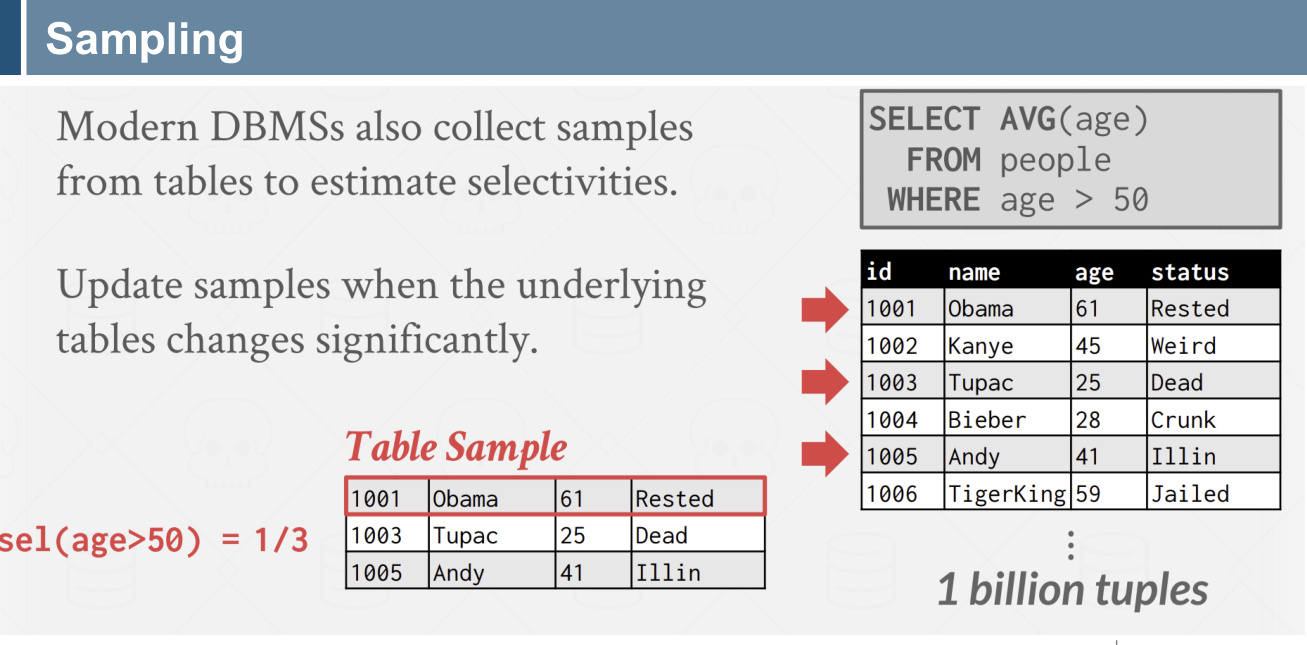 Sampling
Modern DBMSs also collect samples
from tables to estimate selectivities.
Update samples when the underlying
tables changes significantly.
SELECT AVG(age)
FROM people
WHERE age > 50
id name age status
1001 Obama 61 Rested
1002 Kanye 45 Weird
1003 Tupac 25 Dead
1004 Bieber 28 Crunk
1005 Andy 41 Illin
1006 TigerKing 59 Jailed
⋮
1 billion tuples
Table Sample
1001 Obama 61 Rested
1003 Tupac 25 Dead
1005 Andy 41 Illin
sel(age>50) = 1/3